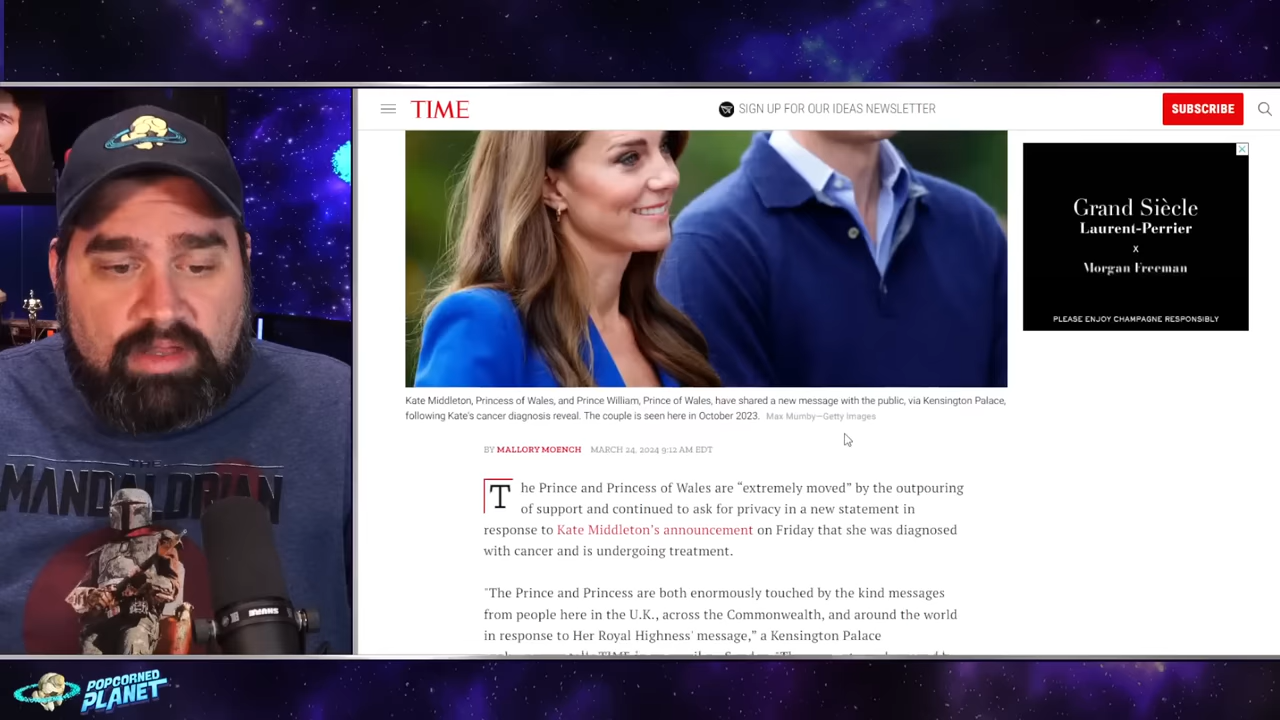 TIME
SIGN UP FOR OUR IDEAS NEWSLETTER
SUBSCRIBE
Grand Siècle
Laurent-Perrier
x
Morgan Freeman
PLEASE ENJOY CHAMPAGNE RESPONSIBLY
Kate Middleton, Princess of Wales, and Prince William, Prince of Wales, have shared a new message with the public, via Kensington Palace,
following Kate's cancer diagnosis reveal. The couple is seen here in October 2023. Max Mumby—Getty Images
BY MALLORY MOENCH MARCH 24, 2024 9:12 AM EDT
The Prince and Princess of Wales are “extremely moved” by the outpouring
of support and continued to ask for privacy in a new statement in
response to Kate Middleton’s announcement on Friday that she was diagnosed
with cancer and is undergoing treatment.
"The Prince and Princess are both enormously touched by the kind messages
from people here in the U.K., across the Commonwealth, and around the world
in response to Her Royal Highness' message,” a Kensington Palace
THE
MANDALORIAN
SHURE
POPCORNED
PLANET